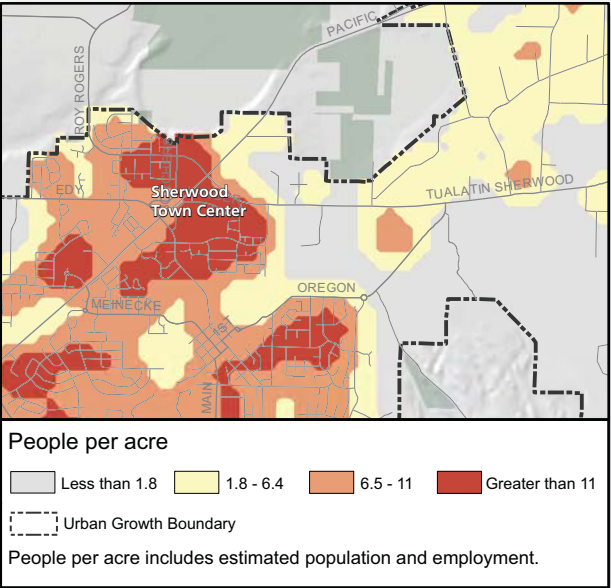 PACIFIC
ROY ROGERS
EDY
Sherwood
Town Center
TUALATIN SHERWOOD
OREGON
MEINECKE
1ST
MAIN
People per acre
Less than 1.8
1.8 - 6.4
6.5 - 11
Greater than 11
Urban Growth Boundary
People per acre includes estimated population and employment.